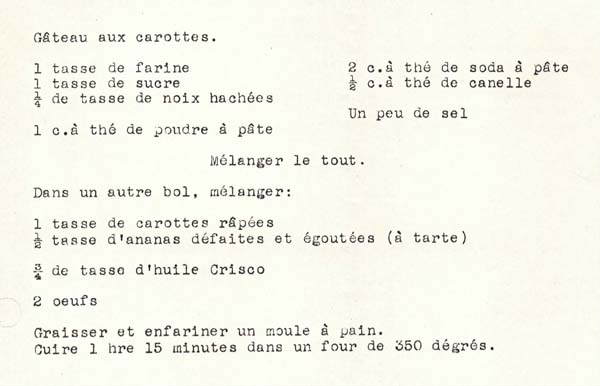 Gâteau aux carottes.
1 tasse de farine
1 tasse de sucre
¼ de tasse de noix hachées
1 c.à thé de poudre à pâte
2 c.à thé de soda à pâte
½ c.à thé de canelle
Un peu de sel
Mélanger le tout.
Dans un autre bol, mélanger:
1 tasse de carottes râpées
½ tasse d'ananas défaites et égoutées (à tarte)
¾ de tasse d'huile Crisco
2 oeufs
Graisser et enfariner un moule à pain.
Cuire 1 hre 15 minutes dans un four de 350 dégrés.